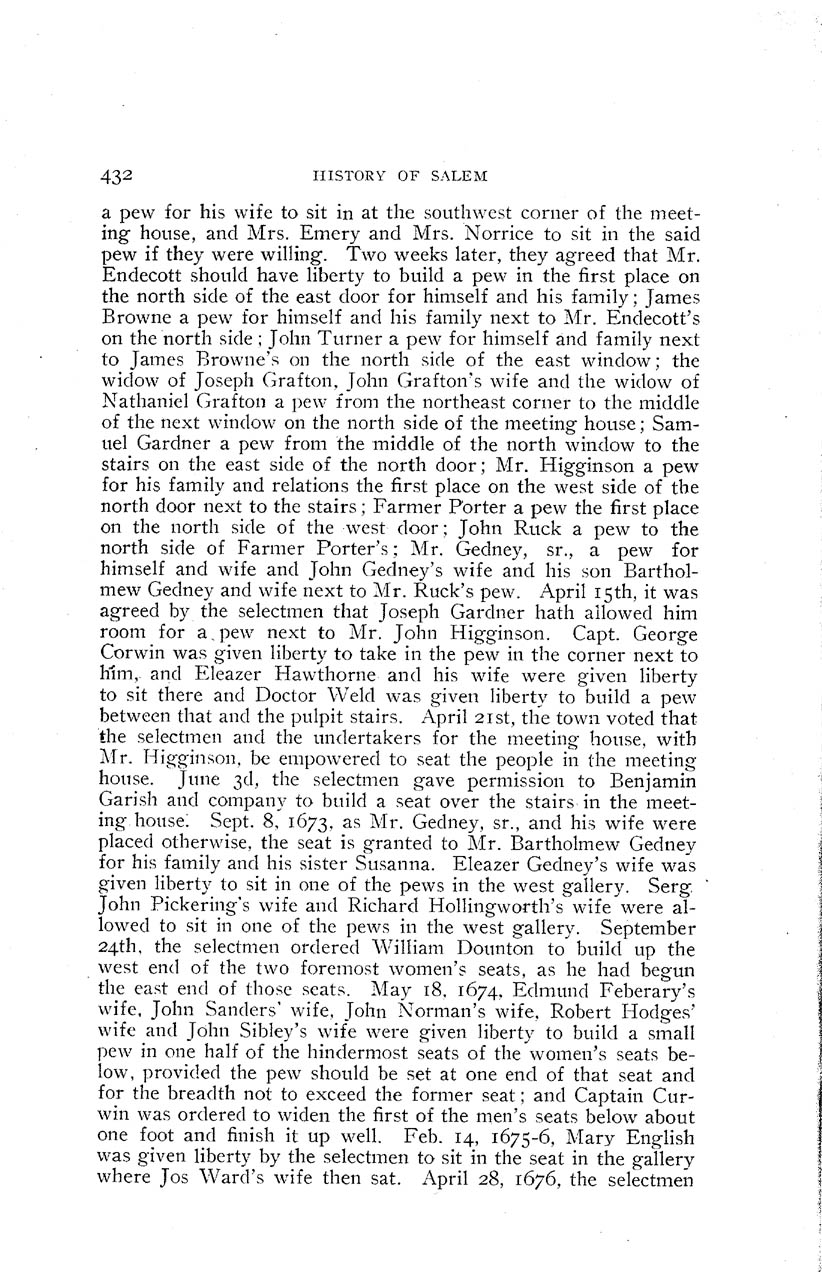 432 HISTORY OF SALEM
a pew for his wife to sit in at the southwest corner of the meet-
ing house, and Mrs. Emery and Mrs. Norrice to sit in the said
pew if they were willing. Two weeks later, they agreed that Mr.
Endecott should have liberty to build a pew in the first place on
the north side of the east door for himself and his family; James
Browne a pew for himself and his family next to Mr. Endecott's
on the north side; John Turner a pew for himself and family next
to James Browne's on the north side of the east window; the
widow of Joseph Grafton, John Grafton's wife and the widow of
Nathaniel Grafton a pew from the northeast corner to the middle
of the next window on the north side of the meeting house; Sam-
uel Gardner a pew from the middle of the north window to the
stairs on the east side of the north door; Mr. Higginson a pew
for his family and relations the first place on the west side of the
north door next to the stairs; Farmer Porter a pew the first place
on the north side of the west door; John Ruck a pew to the
north side of Farmer Porter's; Mr. Gedney, sr., a pew for
himself and wife and John Gedney's wife and his son Barthol-
mew Gedney and wife next to Mr. Ruck's pew. April 15th, it was
agreed by the selectmen that Joseph Gardner hath allowed him
room for a pew next to Mr. John Higginson. Capt. George
Corwin was given liberty to take in the pew in the corner next to
him, and Eleazer Hawthorne and his wife were given liberty
to sit there and Doctor Weld was given liberty to build a pew
between that and the pulpit stairs. April 21st, the town voted that
the selectmen and the undertakers for the meeting house, with
Mr. Higginson, be empowered to seat the people in the meeting
house. June 3d, the selectmen gave permission to Benjamin
Garish and company to build a seat over the stairs in the meet-
ing house. Sept. 8, 1673, as Mr. Gedney, sr., and his wife were
placed otherwise, the seat is granted to Mr. Bartholmew Gedney
for his family and his sister Susanna. Eleazer Gedney's wife was
given liberty to sit in one of the pews in the west gallery. Serg.
John Pickering's wife and Richard Hollingworth's wife were al-
lowed to sit in one of the pews in the west gallery. September
24th, the selectmen ordered William Dounton to build up the
west end of the two foremost women's seats, as he had begun
the east end of those seats. May 18, 1674, Edmund Feberary's
wife, John Sanders' wife, John Norman's wife, Robert Hodges'
wife and John Sibley's wife were given liberty to build a small
pew in one half of the hindermost seats of the women's seats be-
low, provided the pew should be set at one end of that seat and
for the breadth not to exceed the former seat; and Captain Cur-
win was ordered to widen the first of the men's seats below about
one foot and finish it up well. Feb. 14, 1675-6, Mary English
was given liberty by the selectmen to sit in the seat in the gallery
where Jos Ward's wife then sat. April 28, 1676, the selectmen